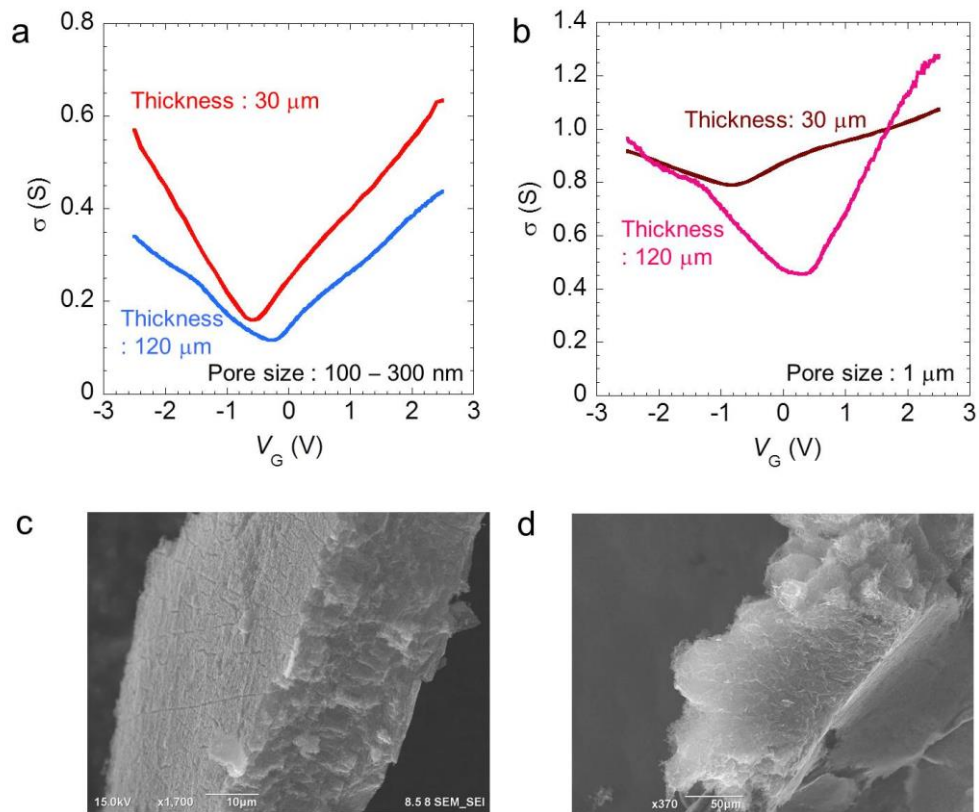 a
0.8
0.6
0.4
0.2
0
σ (S)
Thickness : 30 μm
Thickness
: 120 μm
Pore size : 100 – 300 nm
-3 -2 -1 0 1 2 3
V_G (V)
b
1.4
1.2
1.0
0.8
0.6
0.4
0.2
0
σ (S)
Thickness: 30 μm
Thickness
: 120 μm
Pore size : 1 μm
-3 -2 -1 0 1 2 3
V_G (V)
c
15.0kV x1,700 10μm 8.5 8 SEM_SEI
d
x370 50μm